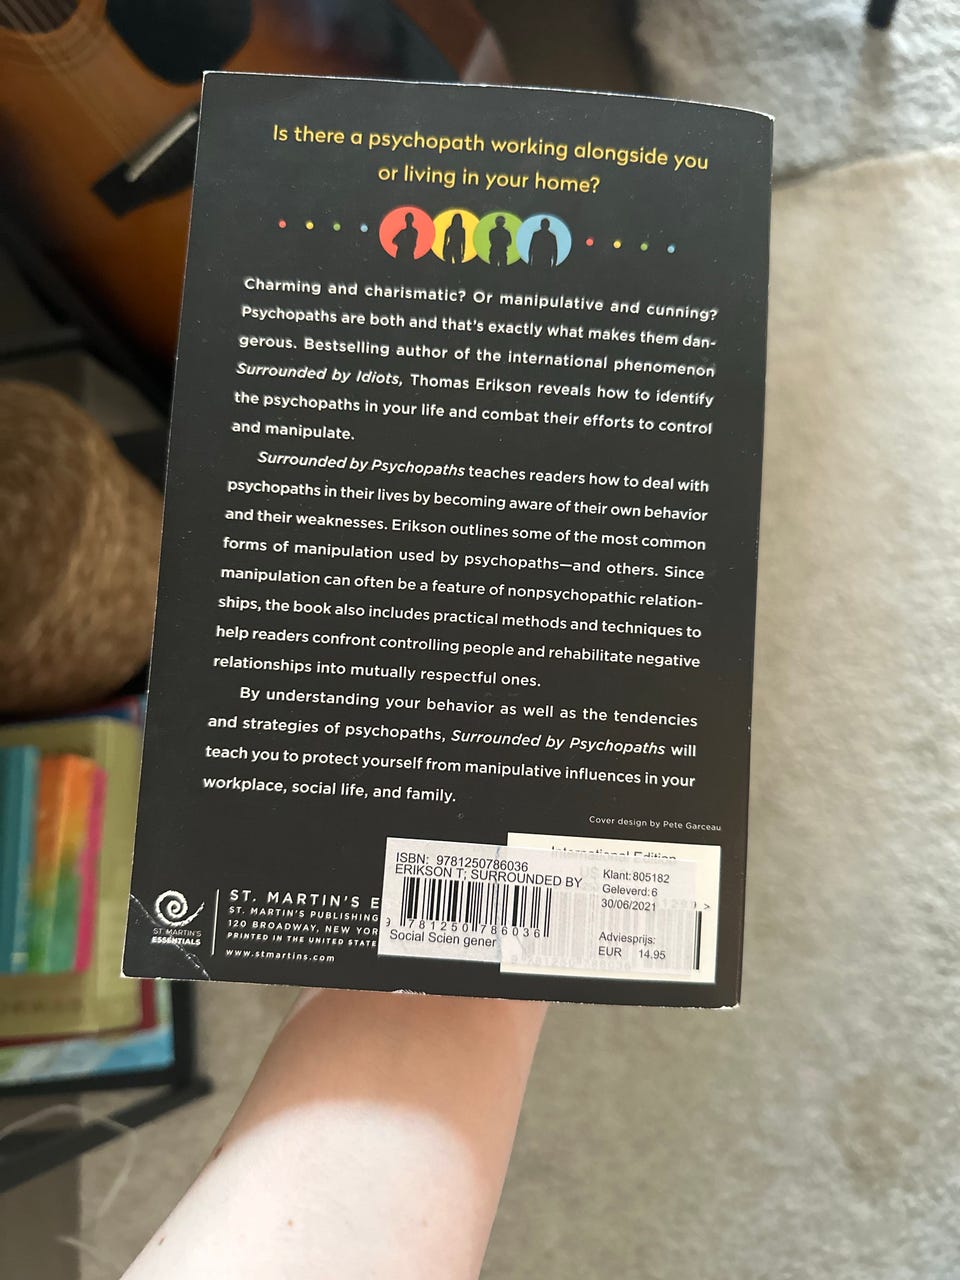 Is there a psychopath working alongside you
or living in your home?
Charming and charismatic? Or manipulative and cunning?
Psychopaths are both and that's exactly what makes them dan-
gerous. Bestselling author of the international phenomenon
Surrounded by Idiots, Thomas Erikson reveals how to identify
the psychopaths in your life and combat their efforts to control
and manipulate.
Surrounded by Psychopaths teaches readers how to deal with
psychopaths in their lives by becoming aware of their own behavior
and their weaknesses. Erikson outlines some of the most common
forms of manipulation used by psychopaths—and others. Since
manipulation can often be a feature of nonpsychopathic relation-
ships, the book also includes practical methods and techniques to
help readers confront controlling people and rehabilitate negative
relationships into mutually respectful ones.
By understanding your behavior as well as the tendencies
and strategies of psychopaths, Surrounded by Psychopaths will
teach you to protect yourself from manipulative influences in your
workplace, social life, and family.
Cover design by Pete Garceau
International Edition
ISBN: 9781250786036
ERIKSON T; SURROUNDED BY
9 781250 786036
Social Scien gener
Klant: 805182
Geleverd: 6
30/06/2021
Adviesprijs:
EUR 14.95
ST. MARTIN'S
ESSENTIALS
ST. MARTIN'S E
ST. MARTIN'S PUBLISHING
120 BROADWAY, NEW YOR
PRINTED IN THE UNITED STATE
www.stmartins.com